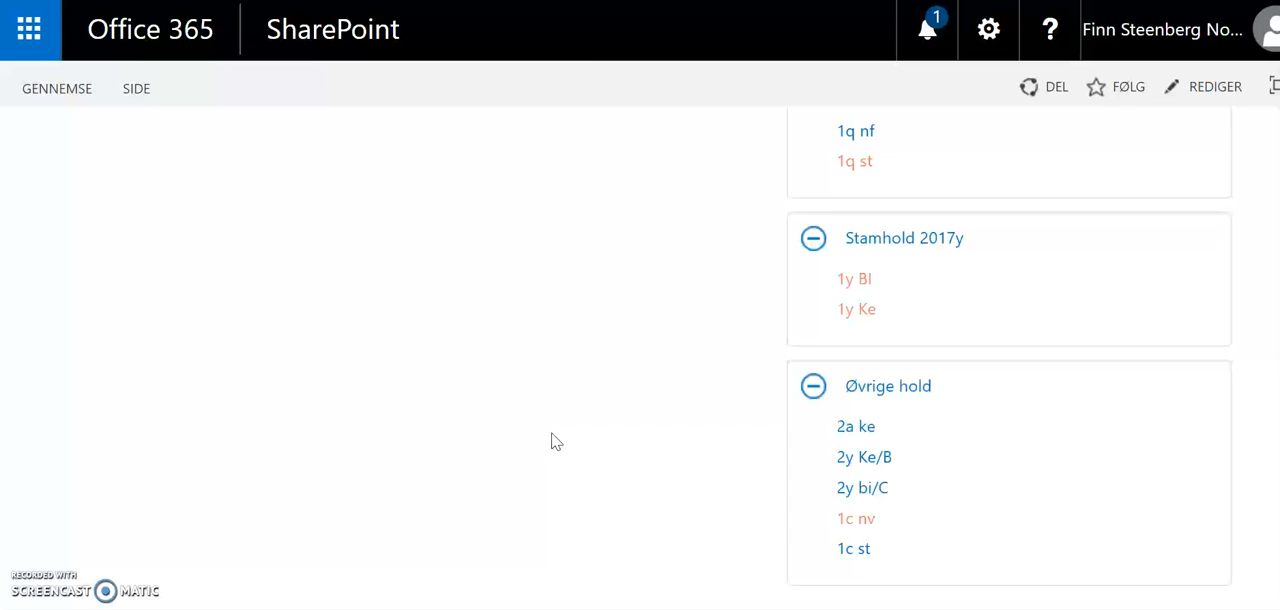 Office 365 SharePoint 1 ? Finn Steenberg No...
GENNEMSE SIDE DEL FØLG REDIGER
1q nf
1q st
Stamhold 2017y
1y BI
1y Ke
Øvrige hold
2a ke
2y Ke/B
2y bi/C
1c nv
1c st
RECORDED WITH
SCREENCAST MATIC